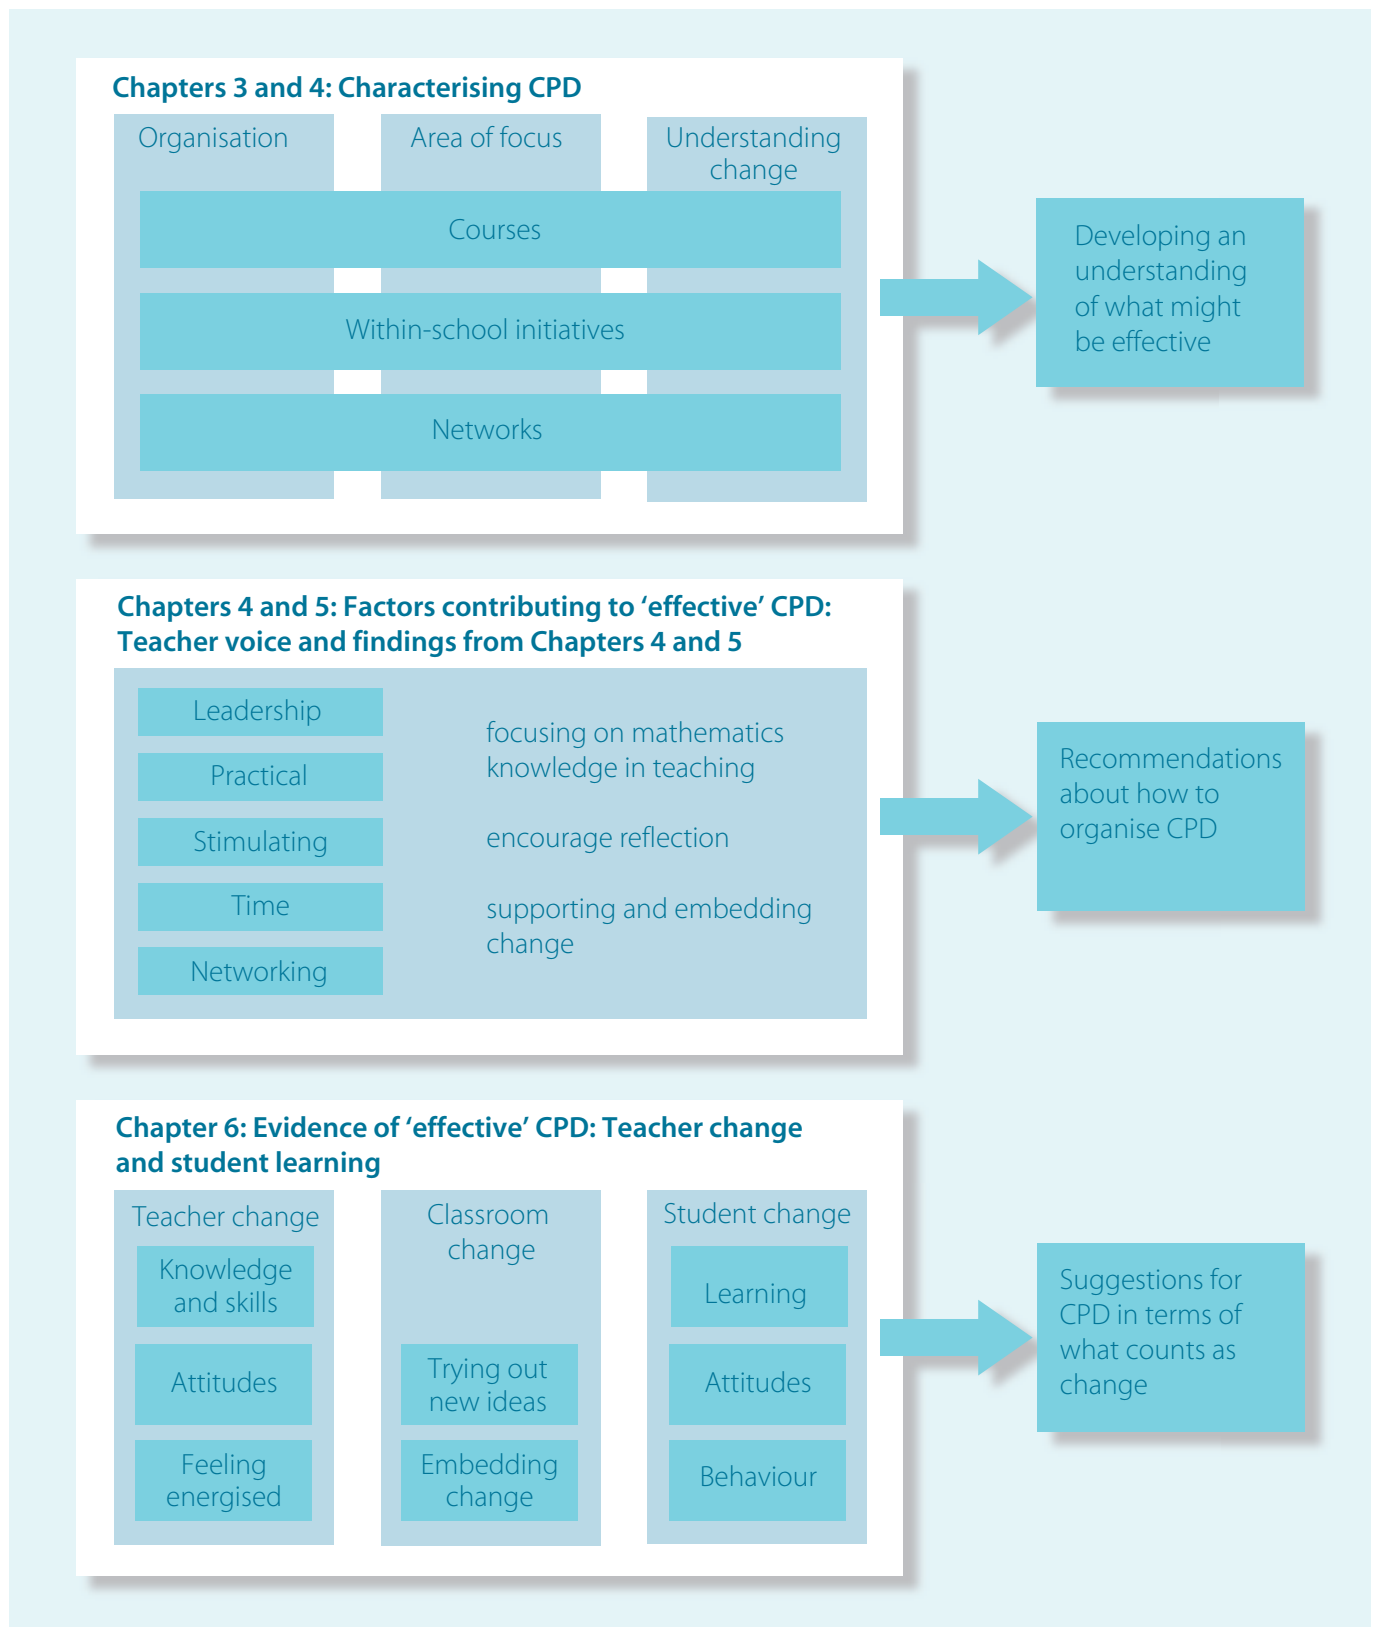 Chapters 3 and 4: Characterising CPD
Organisation
Area of focus
Understanding
change
Courses
Within-school initiatives
Networks
Developing an
understanding
of what might
be effective
Chapters 4 and 5: Factors contributing to ‘effective’ CPD:
Teacher voice and findings from Chapters 4 and 5
Leadership
Practical
Stimulating
Time
Networking
focusing on mathematics
knowledge in teaching
encourage reflection
supporting and embedding
change
Recommendations
about how to
organise CPD
Chapter 6: Evidence of ‘effective’ CPD: Teacher change
and student learning
Teacher change
Knowledge
and skills
Attitudes
Feeling
energised
Classroom
change
Trying out
new ideas
Embedding
change
Student change
Learning
Attitudes
Behaviour
Suggestions for
CPD in terms of
what counts as
change